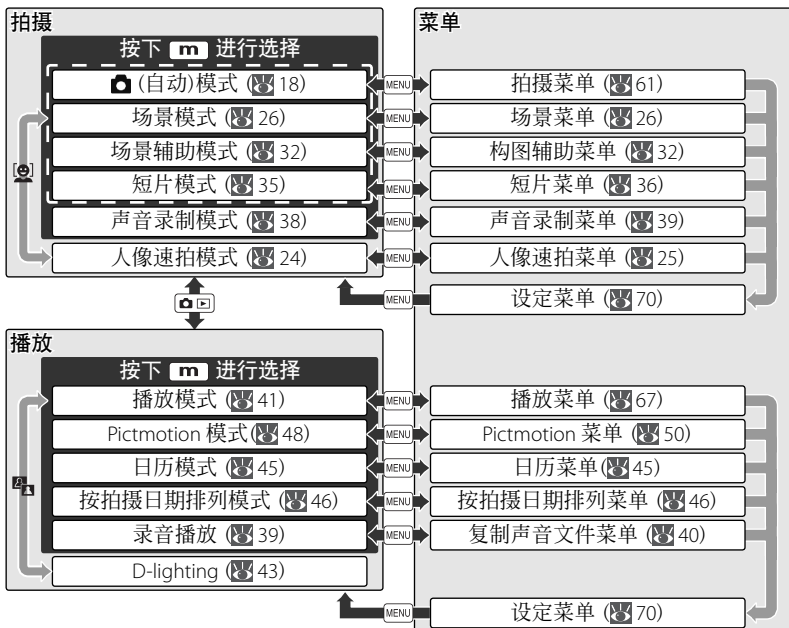 拍摄
菜单
按下 m 进行选择
(自动)模式 ( 18) MENU 拍摄菜单 ( 61)
场景模式 ( 26) MENU 场景菜单 ( 26)
场景辅助模式 ( 32) MENU 构图辅助菜单 ( 32)
短片模式 ( 35) MENU 短片菜单 ( 36)
声音录制模式 ( 38) MENU 声音录制菜单 ( 39)
人像速拍模式 ( 24) MENU 人像速拍菜单 ( 25)
MENU 设定菜单 ( 70)
播放
按下 m 进行选择
播放模式 ( 41) MENU 播放菜单 ( 67)
Pictmotion 模式( 48) MENU Pictmotion 菜单 ( 50)
日历模式 ( 45) MENU 日历菜单( 45)
按拍摄日期排列模式 ( 46) MENU 按拍摄日期排列菜单 ( 46)
录音播放 ( 39) MENU 复制声音文件菜单 ( 40)
D-lighting ( 43)
MENU 设定菜单 ( 70)